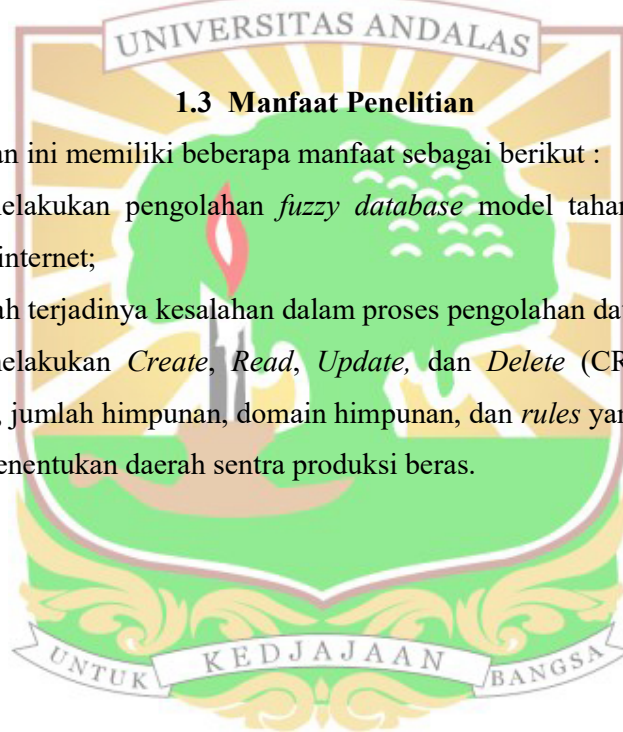 UNIVERSITAS ANDALAS
1.3 Manfaat Penelitian
an ini memiliki beberapa manfaat sebagai berikut :
elakukan pengolahan fuzzy database model tahan
internet;
ah terjadinya kesalahan dalam proses pengolahan da
elakukan Create, Read, Update, dan Delete (CR
, jumlah himpunan, domain himpunan, dan rules yan
enentukan daerah sentra produksi beras.
UNTUK KEDJAJAAN BANGSA